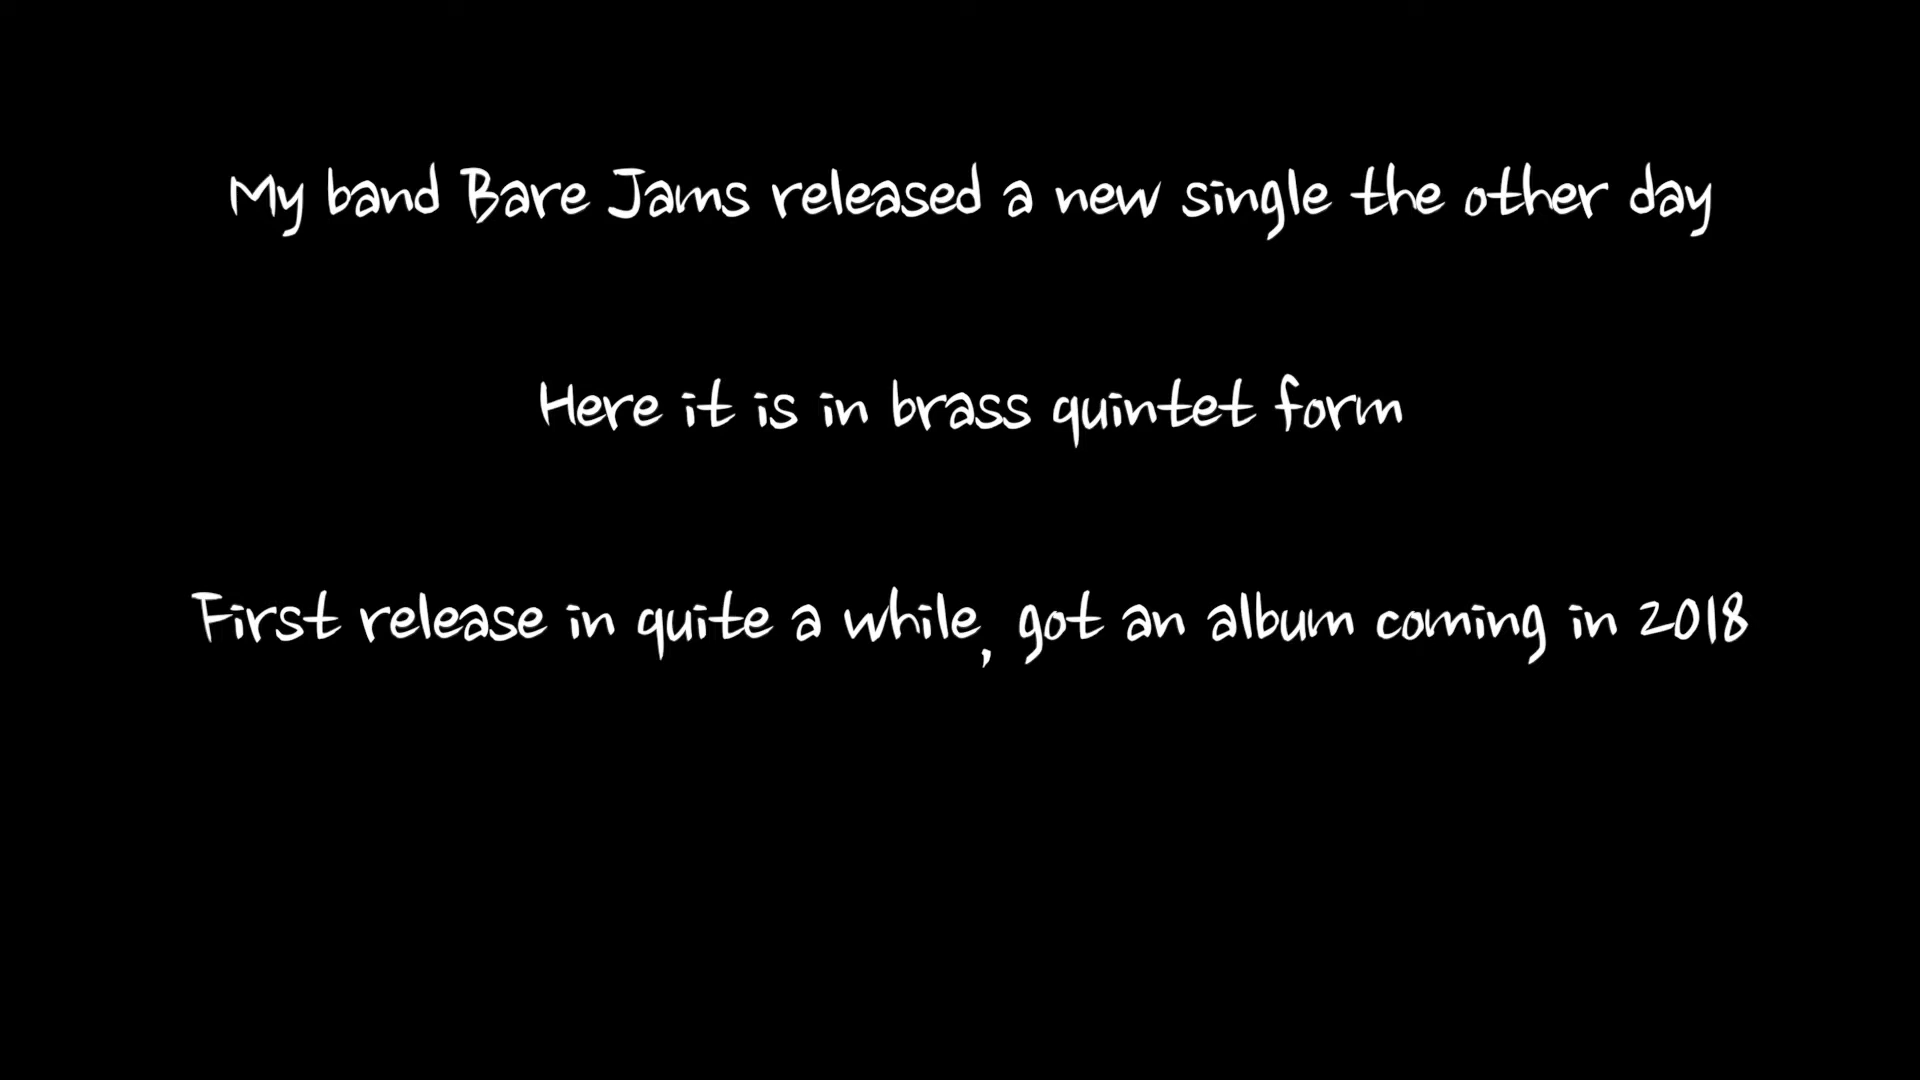 My band Bare Jams released a new single the other day
Here it is in brass quintet form
First release in quite a while, got an album coming in 2018